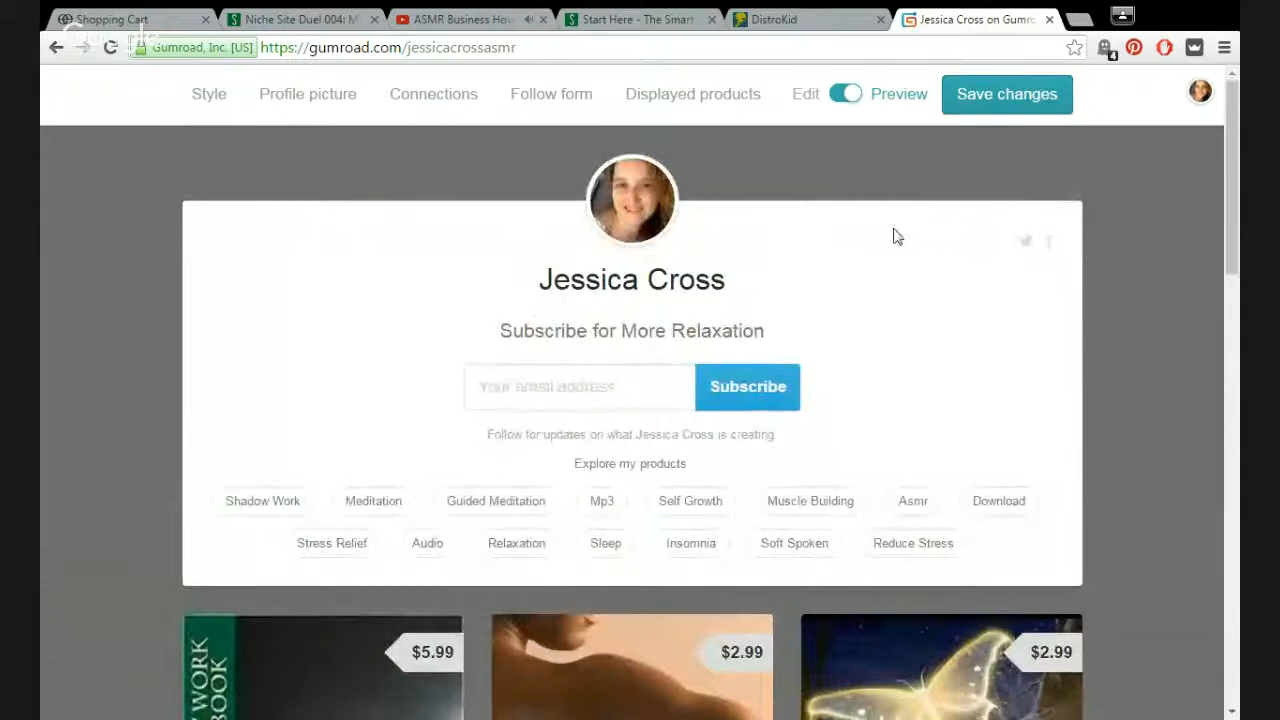 Shopping Cart
Niche Site Duel 004: M
ASMR Business How
Start Here - The Smart
DistroKid
Jessica Cross on Gumro
Gumroad, Inc. [US] https://gumroad.com/jessicacrossasmr
4
Style Profile picture Connections Follow form Displayed products Edit Preview Save changes
Jessica Cross
Subscribe for More Relaxation
Your email address Subscribe
Follow for updates on what Jessica Cross is creating
Explore my products
Shadow Work Meditation Guided Meditation Mp3 Self Growth Muscle Building Asmr Download
Stress Relief Audio Relaxation Sleep Insomnia Soft Spoken Reduce Stress
$5.99 $2.99 $2.99
WORK
BOOK